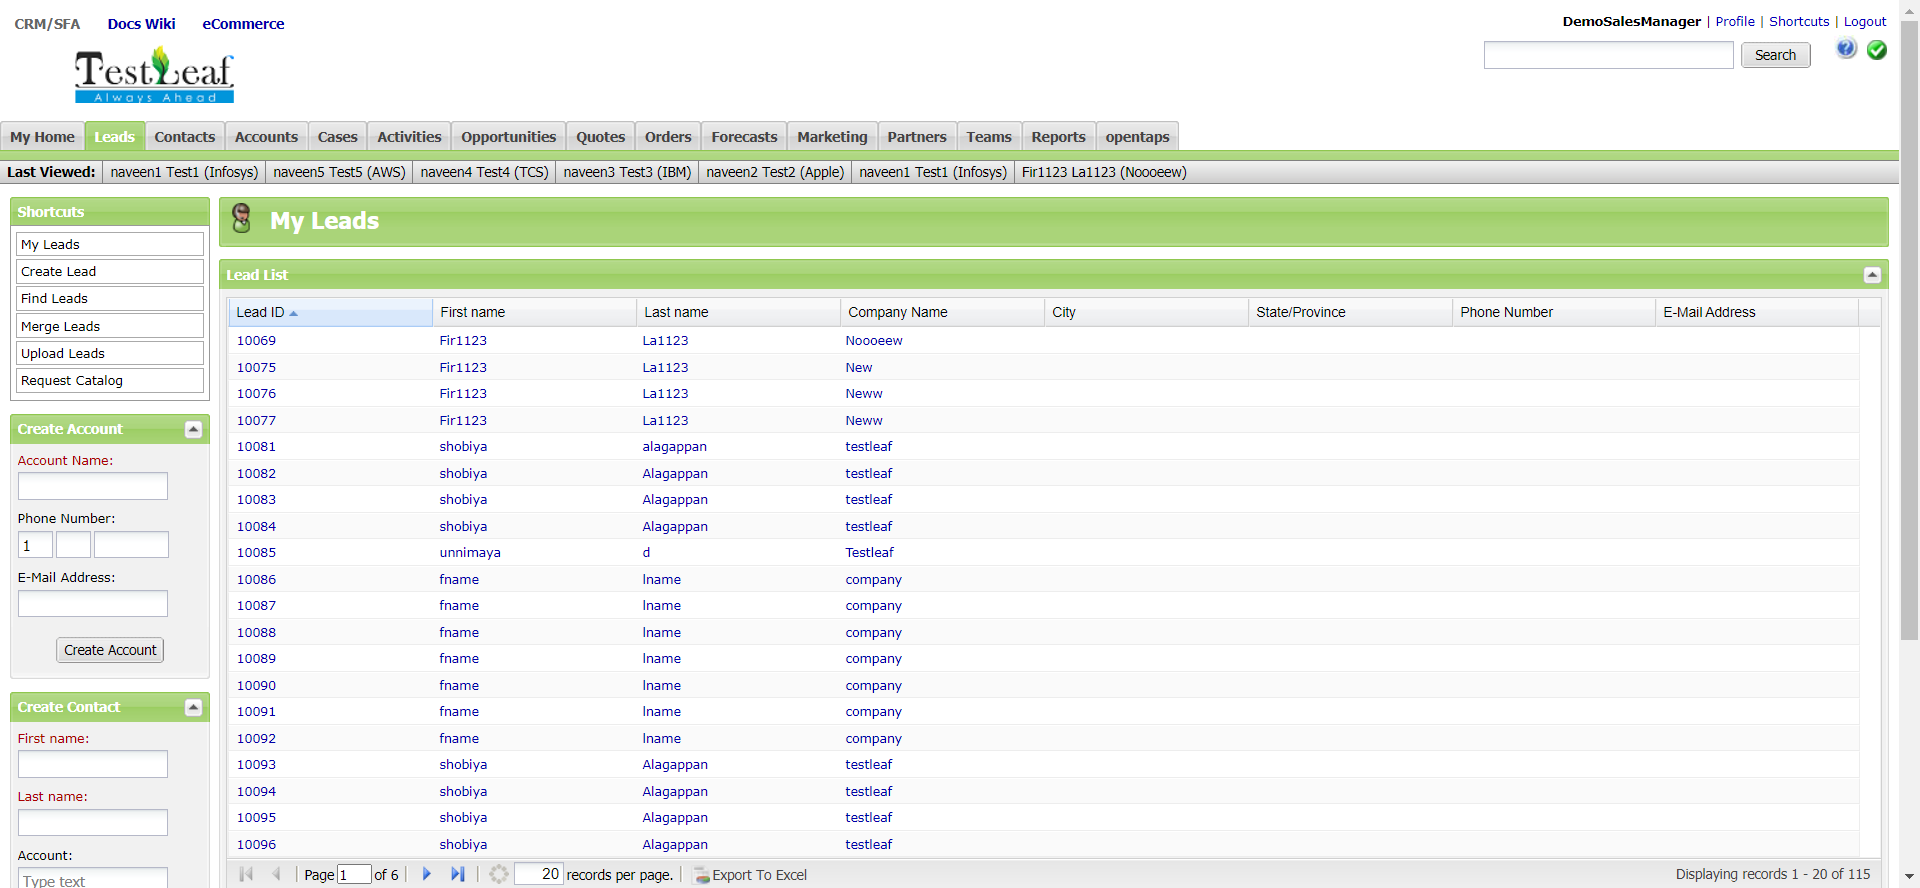 CRM/SFA Docs Wiki eCommerce
DemoSalesManager | Profile | Shortcuts | Logout
Search
TestLeaf
Always Ahead
My Home Leads Contacts Accounts Cases Activities Opportunities Quotes Orders Forecasts Marketing Partners Teams Reports opentaps
Last Viewed: naveen1 Test1 (Infosys) naveen5 Test5 (AWS) naveen4 Test4 (TCS) naveen3 Test3 (IBM) naveen2 Test2 (Apple) naveen1 Test1 (Infosys) Fir1123 La1123 (Noooeew)
Shortcuts
My Leads
Create Lead
Find Leads
Merge Leads
Upload Leads
Request Catalog
Create Account
Account Name:
Phone Number:
1
E-Mail Address:
Create Account
Create Contact
First name:
Last name:
Account:
Type text
My Leads
Lead List
Lead ID First name Last name Company Name City State/Province Phone Number E-Mail Address
10069 Fir1123 La1123 Noooeew
10075 Fir1123 La1123 New
10076 Fir1123 La1123 Neww
10077 Fir1123 La1123 Neww
10081 shobiya alagappan testleaf
10082 shobiya Alagappan testleaf
10083 shobiya Alagappan testleaf
10084 shobiya Alagappan testleaf
10085 unnimaya d Testleaf
10086 fname lname company
10087 fname lname company
10088 fname lname company
10089 fname lname company
10090 fname lname company
10091 fname lname company
10092 fname lname company
10093 shobiya Alagappan testleaf
10094 shobiya Alagappan testleaf
10095 shobiya Alagappan testleaf
10096 shobiya Alagappan testleaf
Page 1 of 6 20 records per page. Export To Excel Displaying records 1 - 20 of 115